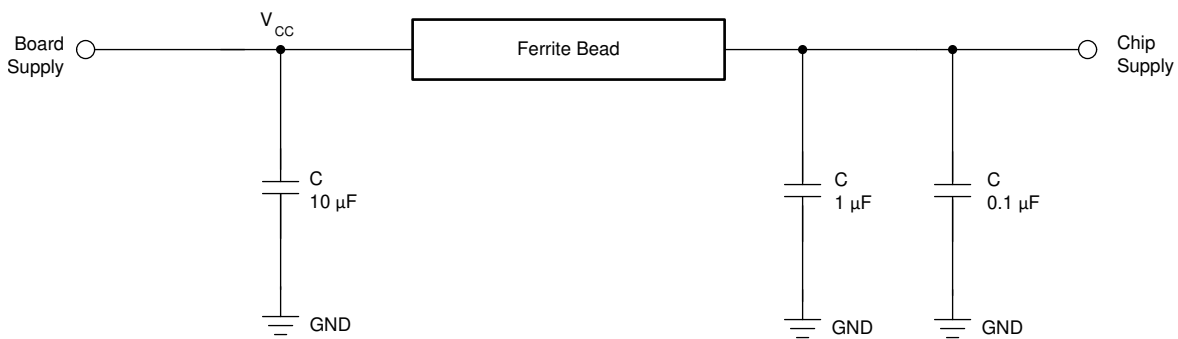 V CC
Board
Supply
Ferrite Bead
Chip
Supply
C
10 µF
C
1 µF
C
0.1 µF
GND
GND
GND